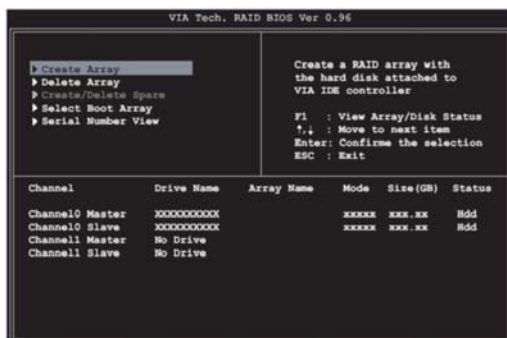 VIA Tech. RAID BIOS Ver 0.96
Create Array
Delete Array
Create/Delete Spare
Select Boot Array
Serial Number View
Create a RAID array with
the hard disk attached to
VIA IDE controller
F1 : View Array/Disk Status
↑,↓ : Move to next item
Enter: Confirme the selection
ESC : Exit
Channel Drive Name Array Name Mode Size(GB) Status
Channel0 Master XXXXXXXXXX xxxxx xxx.xx Hdd
Channel0 Slave XXXXXXXXXX xxxxx xxx.xx Hdd
Channel1 Master No Drive
Channel1 Slave No Drive